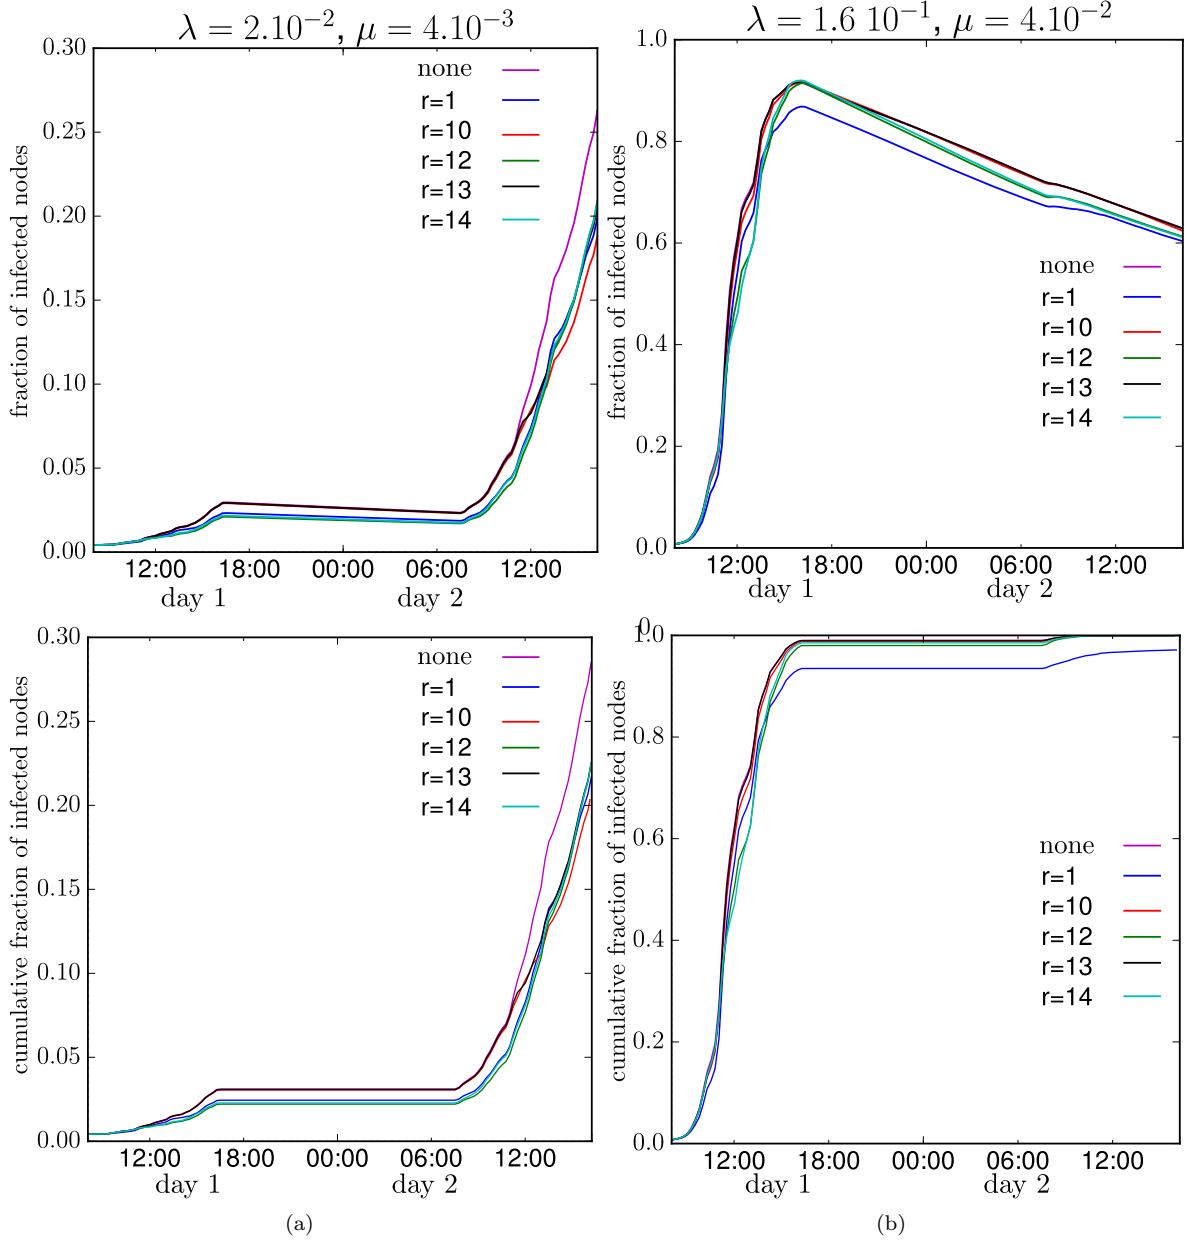 λ = 2.10⁻², μ = 4.10⁻³
0.30
0.25
0.20
0.15
0.10
0.05
0.00
fraction of infected nodes
none
r=1
r=10
r=12
r=13
r=14
12:00 18:00 00:00 06:00 12:00
day 1 day 2
λ = 1.6 10⁻¹, μ = 4.10⁻²
1.0
0.8
0.6
0.4
0.2
0.0
fraction of infected nodes
none
r=1
r=10
r=12
r=13
r=14
12:00 18:00 00:00 06:00 12:00
day 1 day 2
0.30
0.25
0.20
0.15
0.10
0.05
0.00
cumulative fraction of infected nodes
none
r=1
r=10
r=12
r=13
r=14
12:00 18:00 00:00 06:00 12:00
day 1 day 2
(a)
0
1.0
0.8
0.6
0.4
0.2
0.0
cumulative fraction of infected nodes
none
r=1
r=10
r=12
r=13
r=14
12:00 18:00 00:00 06:00 12:00
day 1 day 2
(b)